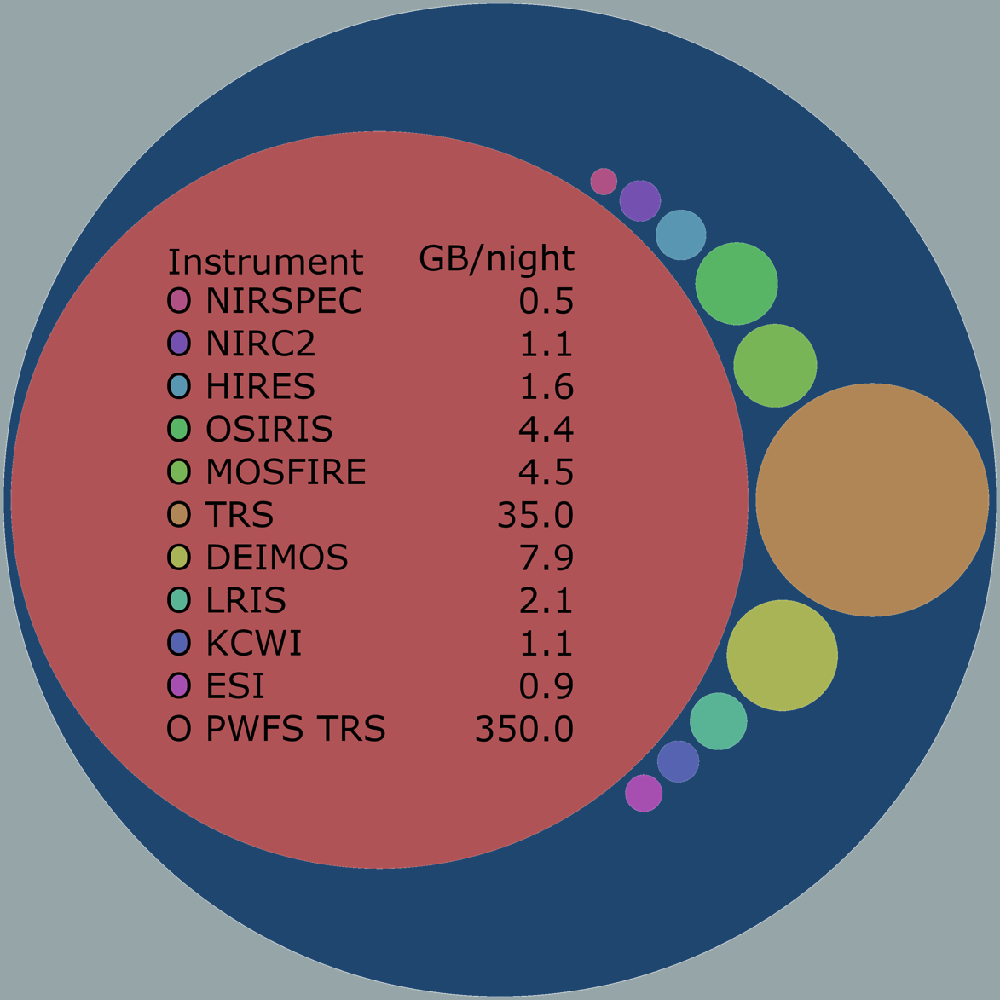 Instrument GB/night
O NIRSPEC 0.5
O NIRC2 1.1
O HIRES 1.6
O OSIRIS 4.4
O MOSFIRE 4.5
O TRS 35.0
O DEIMOS 7.9
O LRIS 2.1
O KCWI 1.1
O ESI 0.9
O PWFS TRS 350.0